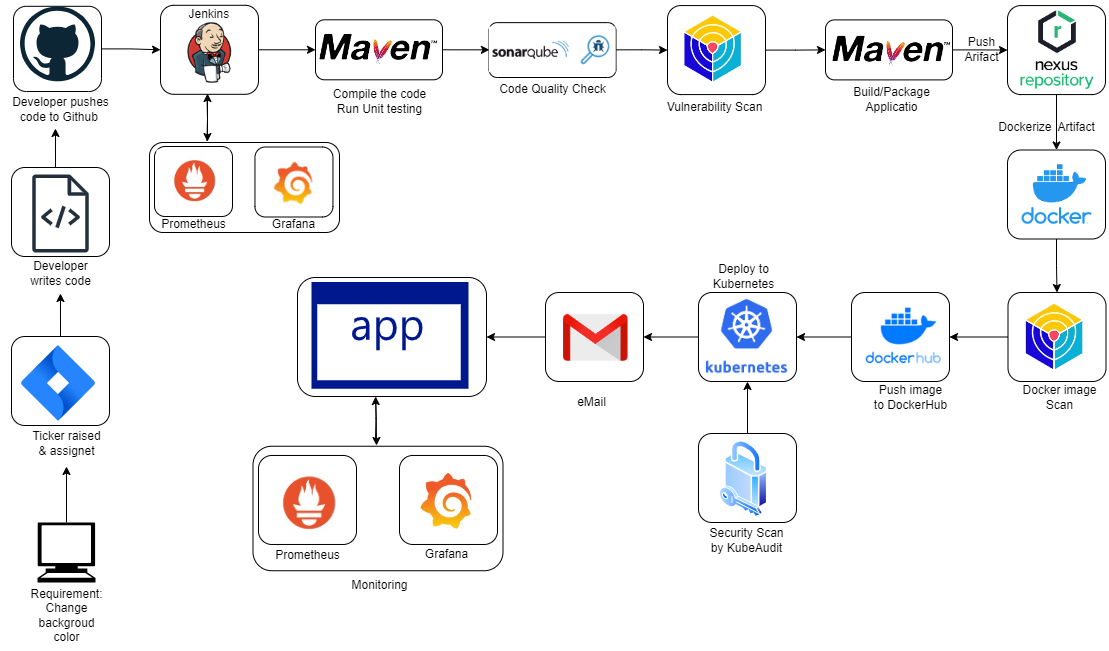 Jenkins
Maven™
sonarqube
Maven™
Push
Arifact
nexus
repository
Developer pushes
code to Github
Compile the code
Run Unit testing
Code Quality Check
Vulnerability Scan
Build/Package
Applicatio
Dockerize Artifact
Prometheus
Grafana
docker
</>
Developer
writes code
Deploy to
Kubernetes
app
kubernetes
dockerhub
eMail
Push image
to DockerHub
Docker image
Scan
Ticker raised
& assignet
Security Scan
by KubeAudit
Prometheus
Grafana
Monitoring
Requirement:
Change
backgroud
color